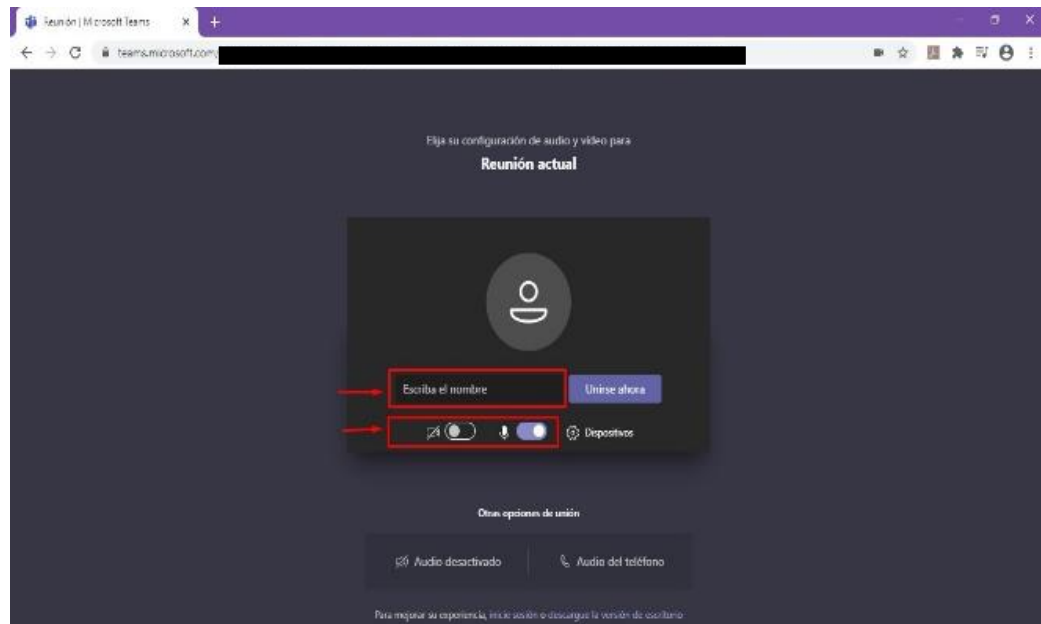 Reunión | Microsoft Teams
teams.microsoft.com/
Elija su configuración de audio y vídeo para
Reunión actual
Escriba el nombre
Unirse ahora
Dispositivos
Otras opciones de unión
Audio desactivado
Audio del teléfono
Para mejorar su experiencia, inicie sesión o descargue la versión de escritorio